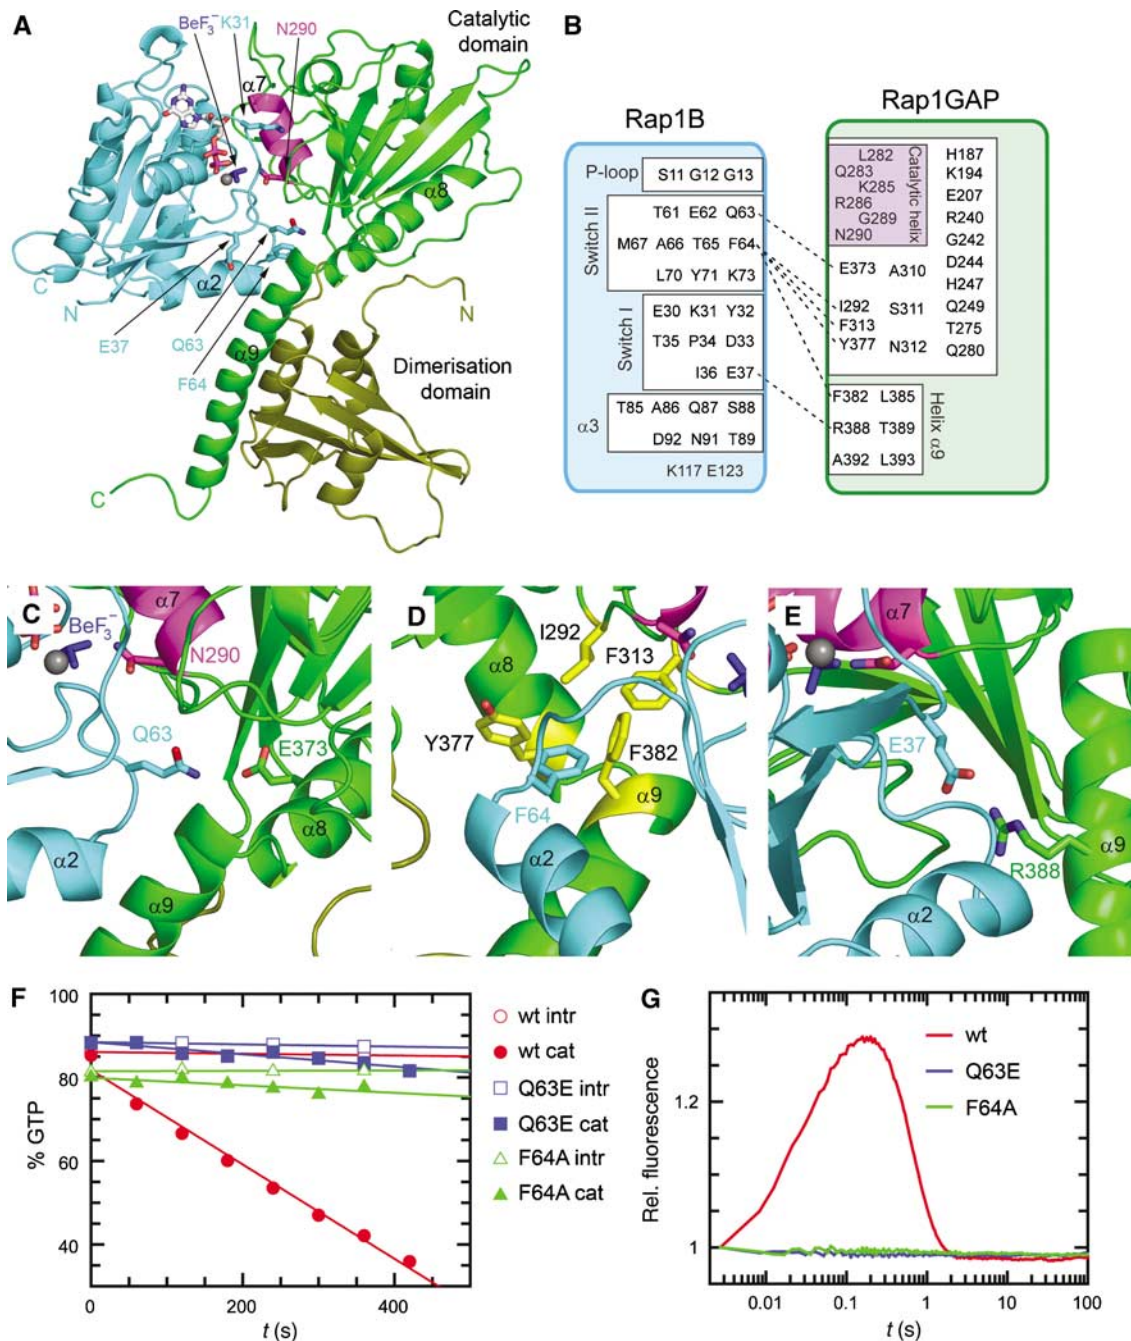 A
BeF3− K31
N290
Catalytic
domain
α7
α8
C
α2
N
N
α9
E37
Q63
F64
Dimerisation
domain
C
B
Rap1B
Rap1GAP
P-loop
S11 G12 G13
Switch II
T61 E62 Q63
M67 A66 T65 F64
L70 Y71 K73
Switch I
E30 K31 Y32
T35 P34 D33
I36 E37
α3
T85 A86 Q87 S88
D92 N91 T89
K117 E123
L282
Q283
K285
R286
G289
N290
Catalytic helix
H187
K194
E207
R240
G242
D244
H247
Q249
T275
Q280
E373 A310
I292
S311
F313
Y377 N312
F382 L385
R388 T389
A392 L393
Helix α9
C
α7
BeF3−
N290
Q63
E373
α8
α2
α9
D
I292
α8
F313
Y377
F382
α9
F64
α2
E
α7
E37
α9
R388
α2
F
100
80
60
40
% GTP
0 200 400
t (s)
wt intr
wt cat
Q63E intr
Q63E cat
F64A intr
F64A cat
G
Rel. fluorescence
1.2
1
wt
Q63E
F64A
0.01 0.1 1 10 100
t (s)